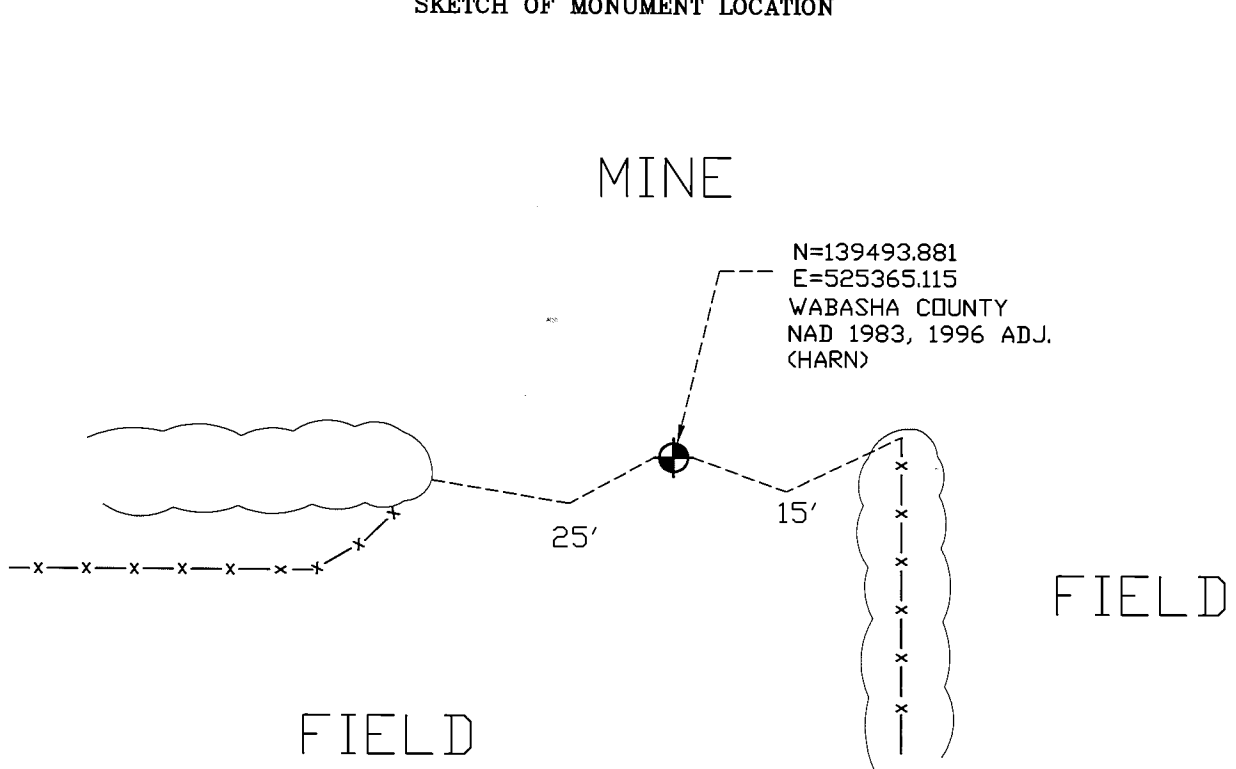 SKETCH OF MONUMENT LOCATION
MINE
N=139493.881
E=525365.115
WABASHA COUNTY
NAD 1983, 1996 ADJ.
(HARN)
25'
15'
FIELD
FIELD